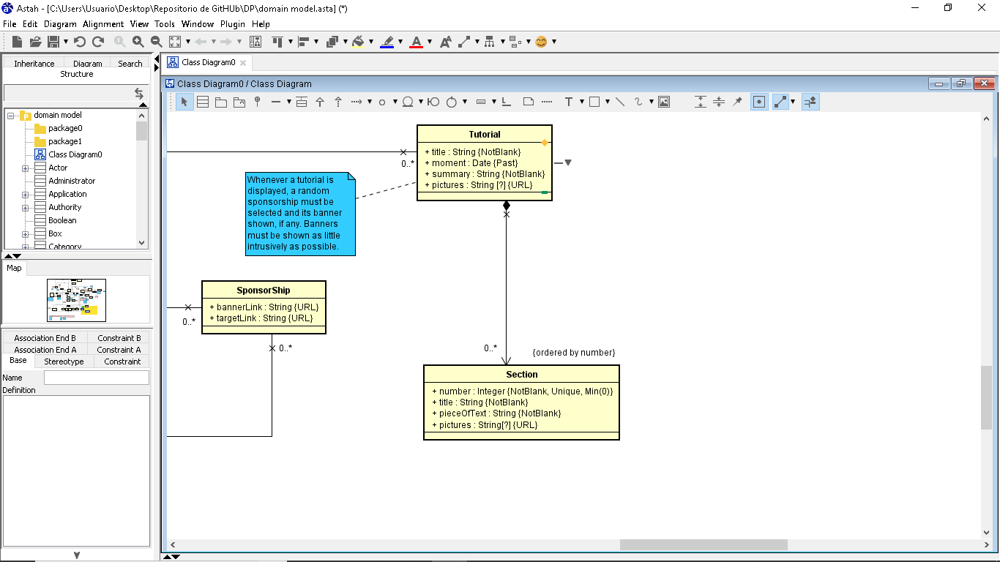 Astah - [C:\Users\Usuario\Desktop\Repositorio de GitHUb\DP\domain model.asta] (*)
File Edit Diagram Alignment View Tools Window Plugin Help
Inheritance Diagram Search
Structure
domain model
package0
package1
Class Diagram0
Actor
Administrator
Application
Authority
Boolean
Box
Category
Map
Association End B Constraint B
Association End A Constraint A
Base Stereotype Constraint
Name
Definition
Class Diagram0
Class Diagram0 / Class Diagram
Tutorial
+ title : String {NotBlank}
+ moment : Date {Past}
+ summary : String {NotBlank}
+ pictures : String [?] {URL}
0..*
Whenever a tutorial is
displayed, a random
sponsorship must be
selected and its banner
shown, if any. Banners
must be shown as little
intrusively as possible.
SponsorShip
+ bannerLink : String {URL}
+ targetLink : String {URL}
0..*
0..*
0..*
{ordered by number}
Section
+ number : Integer {NotBlank, Unique, Min(0)}
+ title : String {NotBlank}
+ pieceOfText : String {NotBlank}
+ pictures : String[?] {URL}